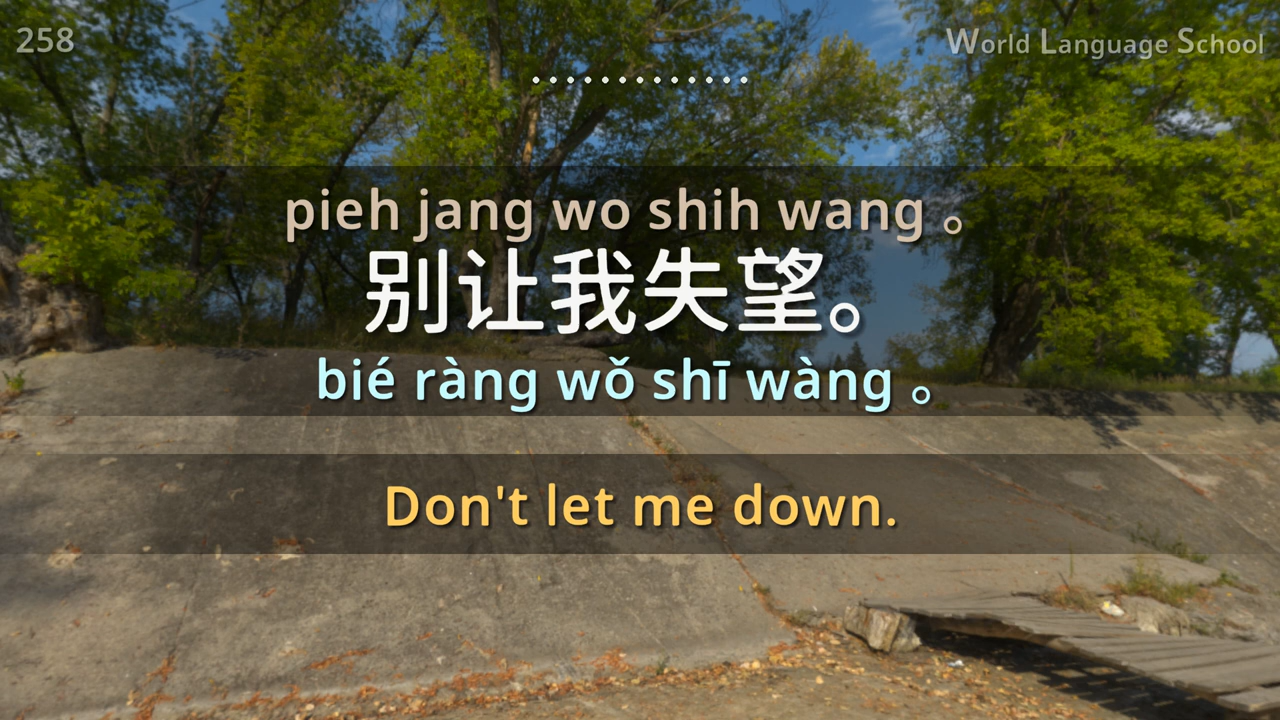 258
World Language School
pieh jang wo shih wang 。
别让我失望。
bié ràng wǒ shī wàng 。
Don't let me down.